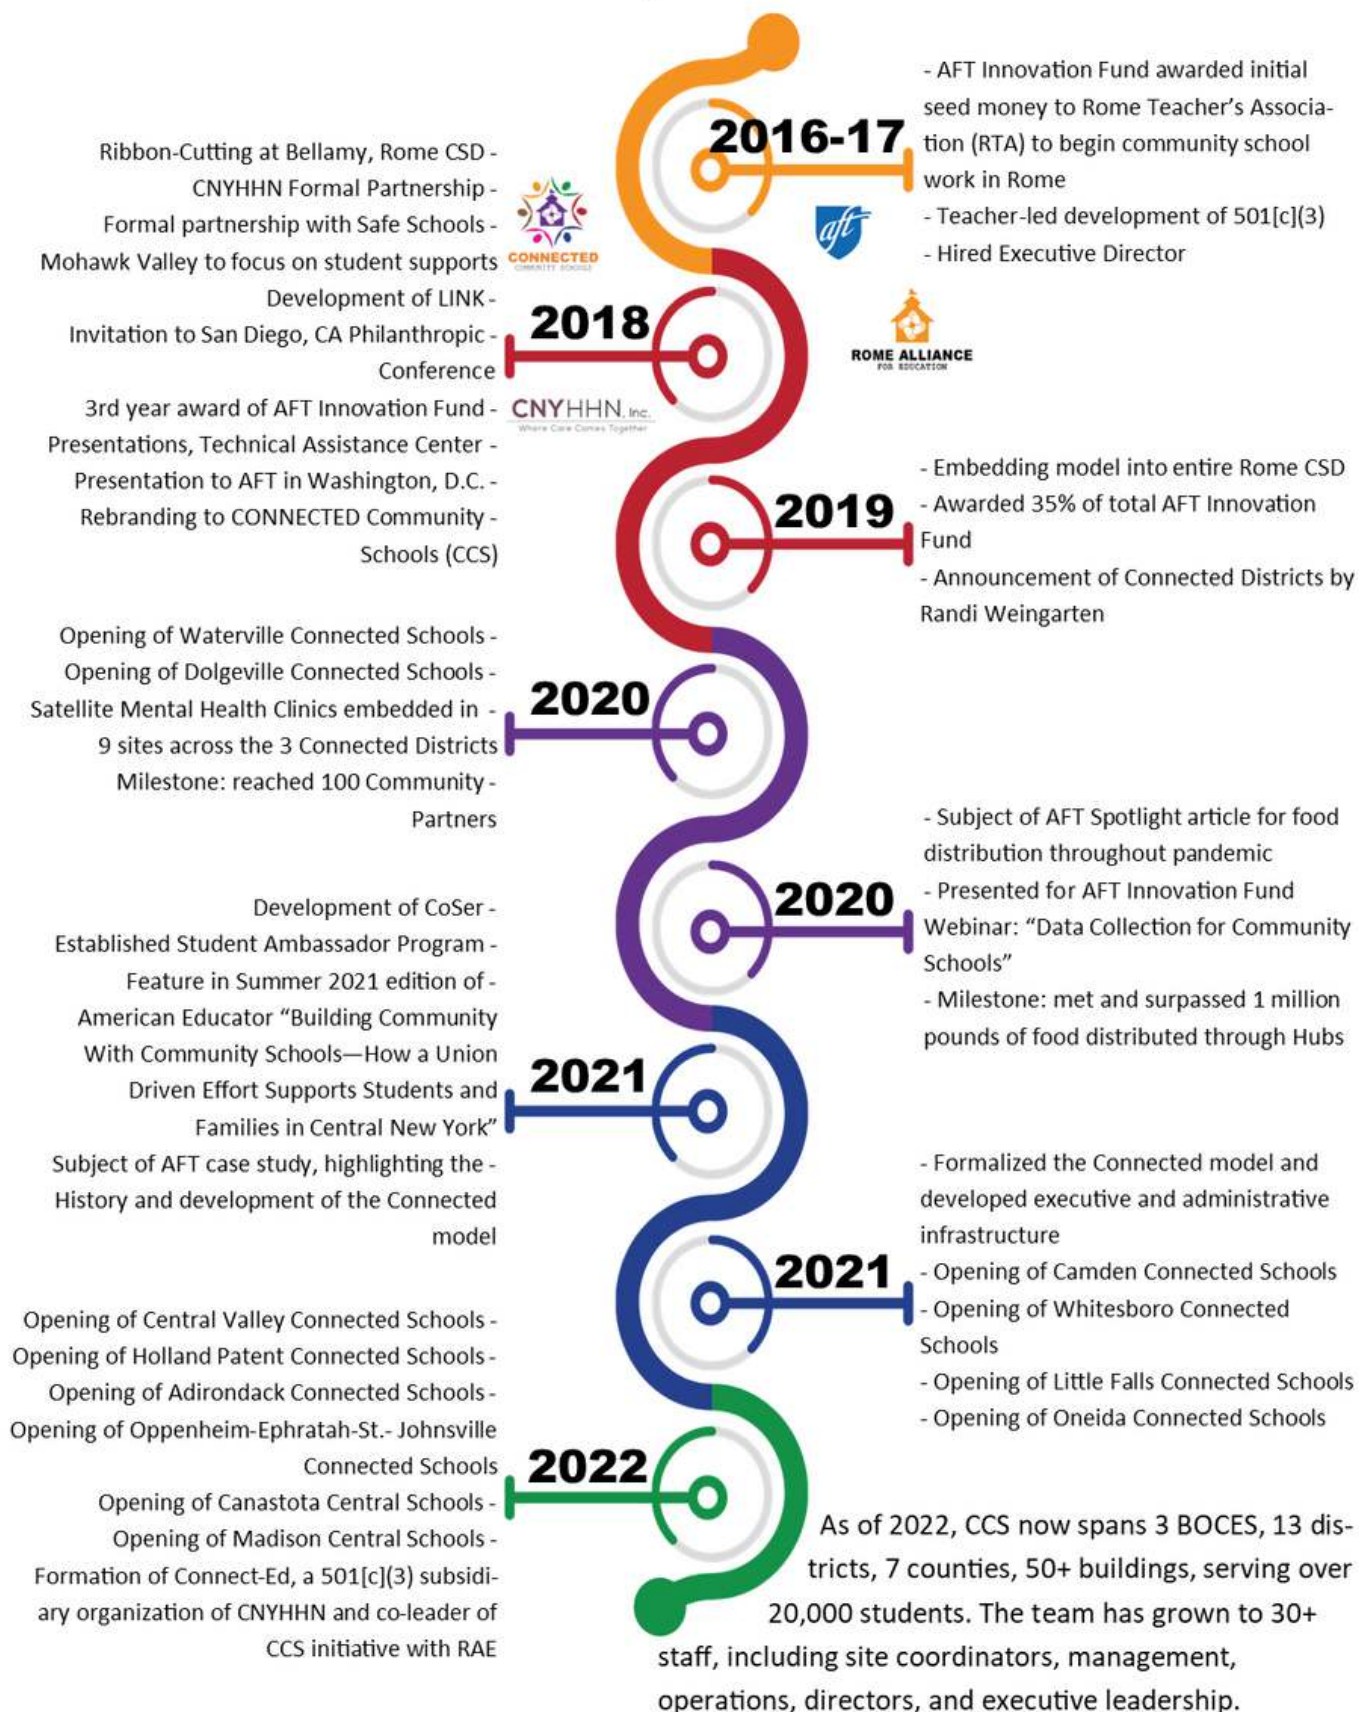 2016-17
- AFT Innovation Fund awarded initial
seed money to Rome Teacher’s Associa-
tion (RTA) to begin community school
work in Rome
- Teacher-led development of 501[c](3)
- Hired Executive Director
aft
ROME ALLIANCE
FOR EDUCATION
Ribbon-Cutting at Bellamy, Rome CSD -
CNYHHN Formal Partnership -
Formal partnership with Safe Schools -
Mohawk Valley to focus on student supports
Development of LINK -
Invitation to San Diego, CA Philanthropic -
Conference
3rd year award of AFT Innovation Fund -
Presentations, Technical Assistance Center -
Presentation to AFT in Washington, D.C. -
Rebranding to CONNECTED Community -
Schools (CCS)
CONNECTED
COMMUNITY SCHOOLS
2018
CNYHHN, Inc.
Where Care Comes Together
2019
- Embedding model into entire Rome CSD
- Awarded 35% of total AFT Innovation
Fund
- Announcement of Connected Districts by
Randi Weingarten
Opening of Waterville Connected Schools -
Opening of Dolgeville Connected Schools -
Satellite Mental Health Clinics embedded in -
9 sites across the 3 Connected Districts
Milestone: reached 100 Community -
Partners
2020
2020
- Subject of AFT Spotlight article for food
distribution throughout pandemic
- Presented for AFT Innovation Fund
Webinar: “Data Collection for Community
Schools”
- Milestone: met and surpassed 1 million
pounds of food distributed through Hubs
Development of CoSer -
Established Student Ambassador Program -
Feature in Summer 2021 edition of -
American Educator “Building Community
With Community Schools—How a Union
Driven Effort Supports Students and
Families in Central New York”
Subject of AFT case study, highlighting the -
History and development of the Connected
model
2021
2021
- Formalized the Connected model and
developed executive and administrative
infrastructure
- Opening of Camden Connected Schools
- Opening of Whitesboro Connected
Schools
- Opening of Little Falls Connected Schools
- Opening of Oneida Connected Schools
Opening of Central Valley Connected Schools -
Opening of Holland Patent Connected Schools -
Opening of Adirondack Connected Schools -
Opening of Oppenheim-Ephratah-St.- Johnsville
Connected Schools
Opening of Canastota Central Schools -
Opening of Madison Central Schools -
Formation of Connect-Ed, a 501[c](3) subsidi-
ary organization of CNYHHN and co-leader of
CCS initiative with RAE
2022
As of 2022, CCS now spans 3 BOCES, 13 dis-
tricts, 7 counties, 50+ buildings, serving over
20,000 students. The team has grown to 30+
staff, including site coordinators, management,
operations, directors, and executive leadership.